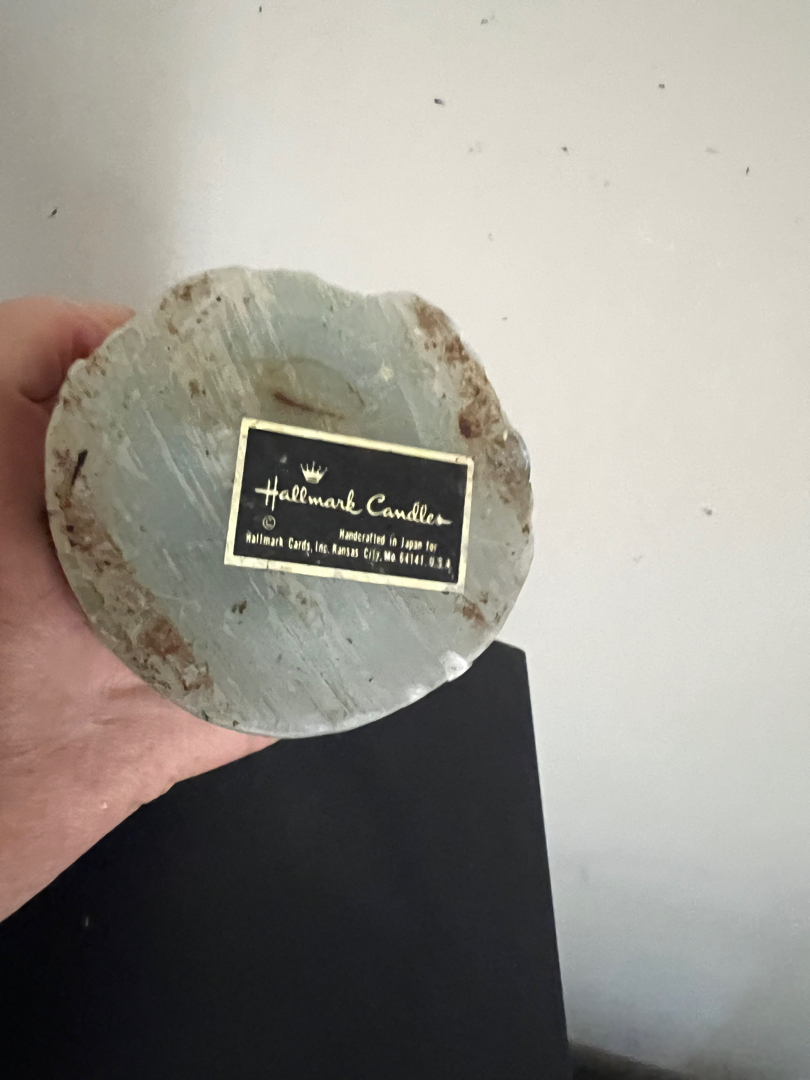 Hallmark Candles
©
Handcrafted in Japan for
Hallmark Cards, Inc. Kansas City, Mo 64141, U.S.A.